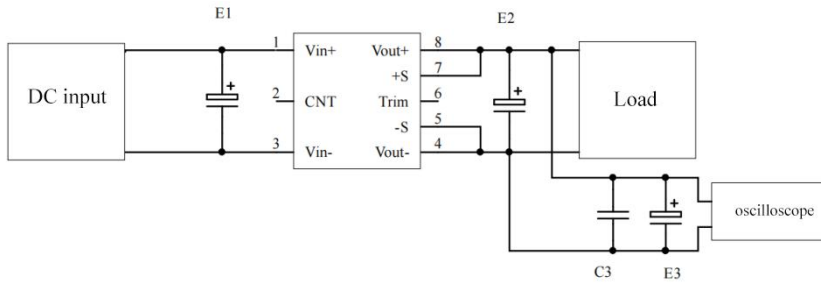 E1
E2
1
Vin+
Vout+
8
+S
7
DC input
+
2
CNT
Trim
6
+
Load
-S
5
3
Vin-
Vout-
4
+
oscilloscope
C3
E3